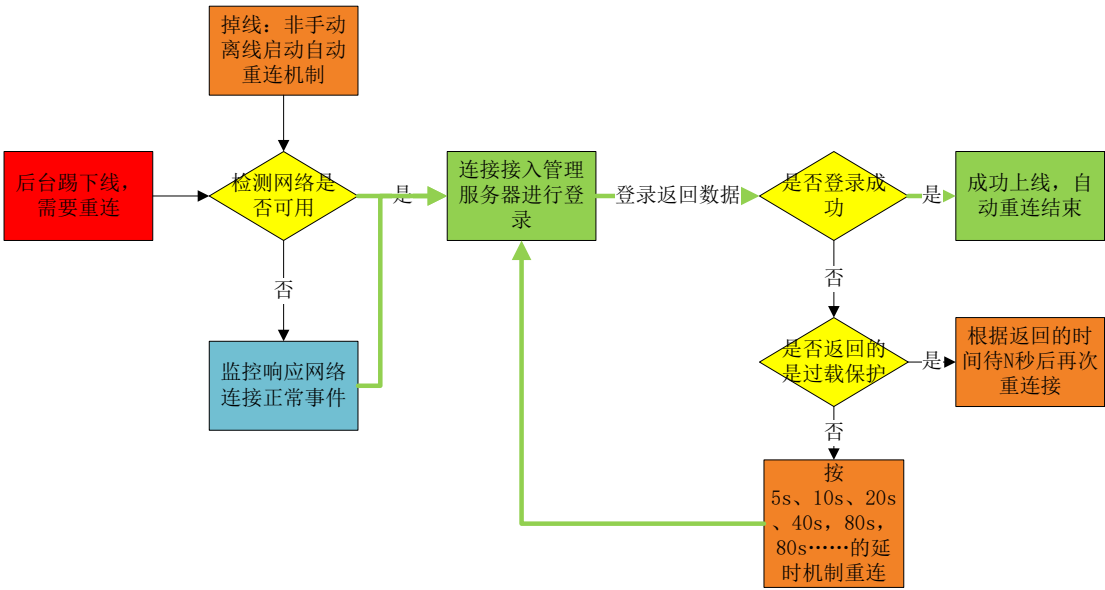 掉线：非手动
离线启动自动
重连机制
后台踢下线，
需要重连
检测网络是
否可用
是
连接接入管理
服务器进行登
录
登录返回数据
是否登录成
功
是
成功上线，自
动重连结束
否
否
监控响应网络
连接正常事件
是否返回的
是过载保护
是
根据返回的时
间待N秒后再次
重连接
否
按
5s、10s、20s
、40s，80s，
80s……的延
时机制重连